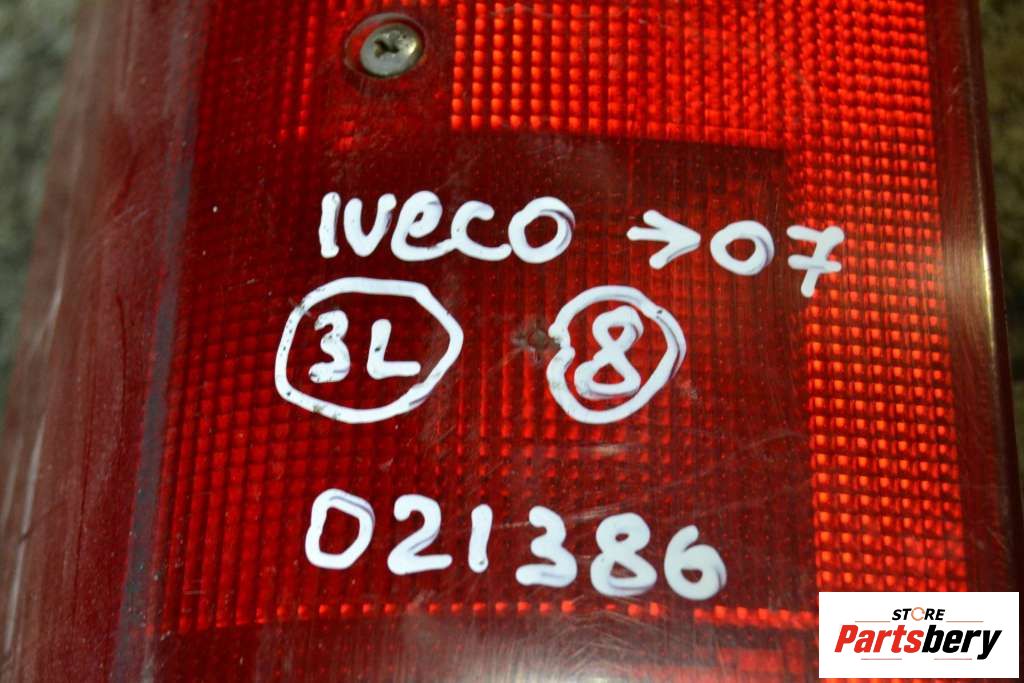 IVECO →07
3L 8
021386
STORE
Partsbery